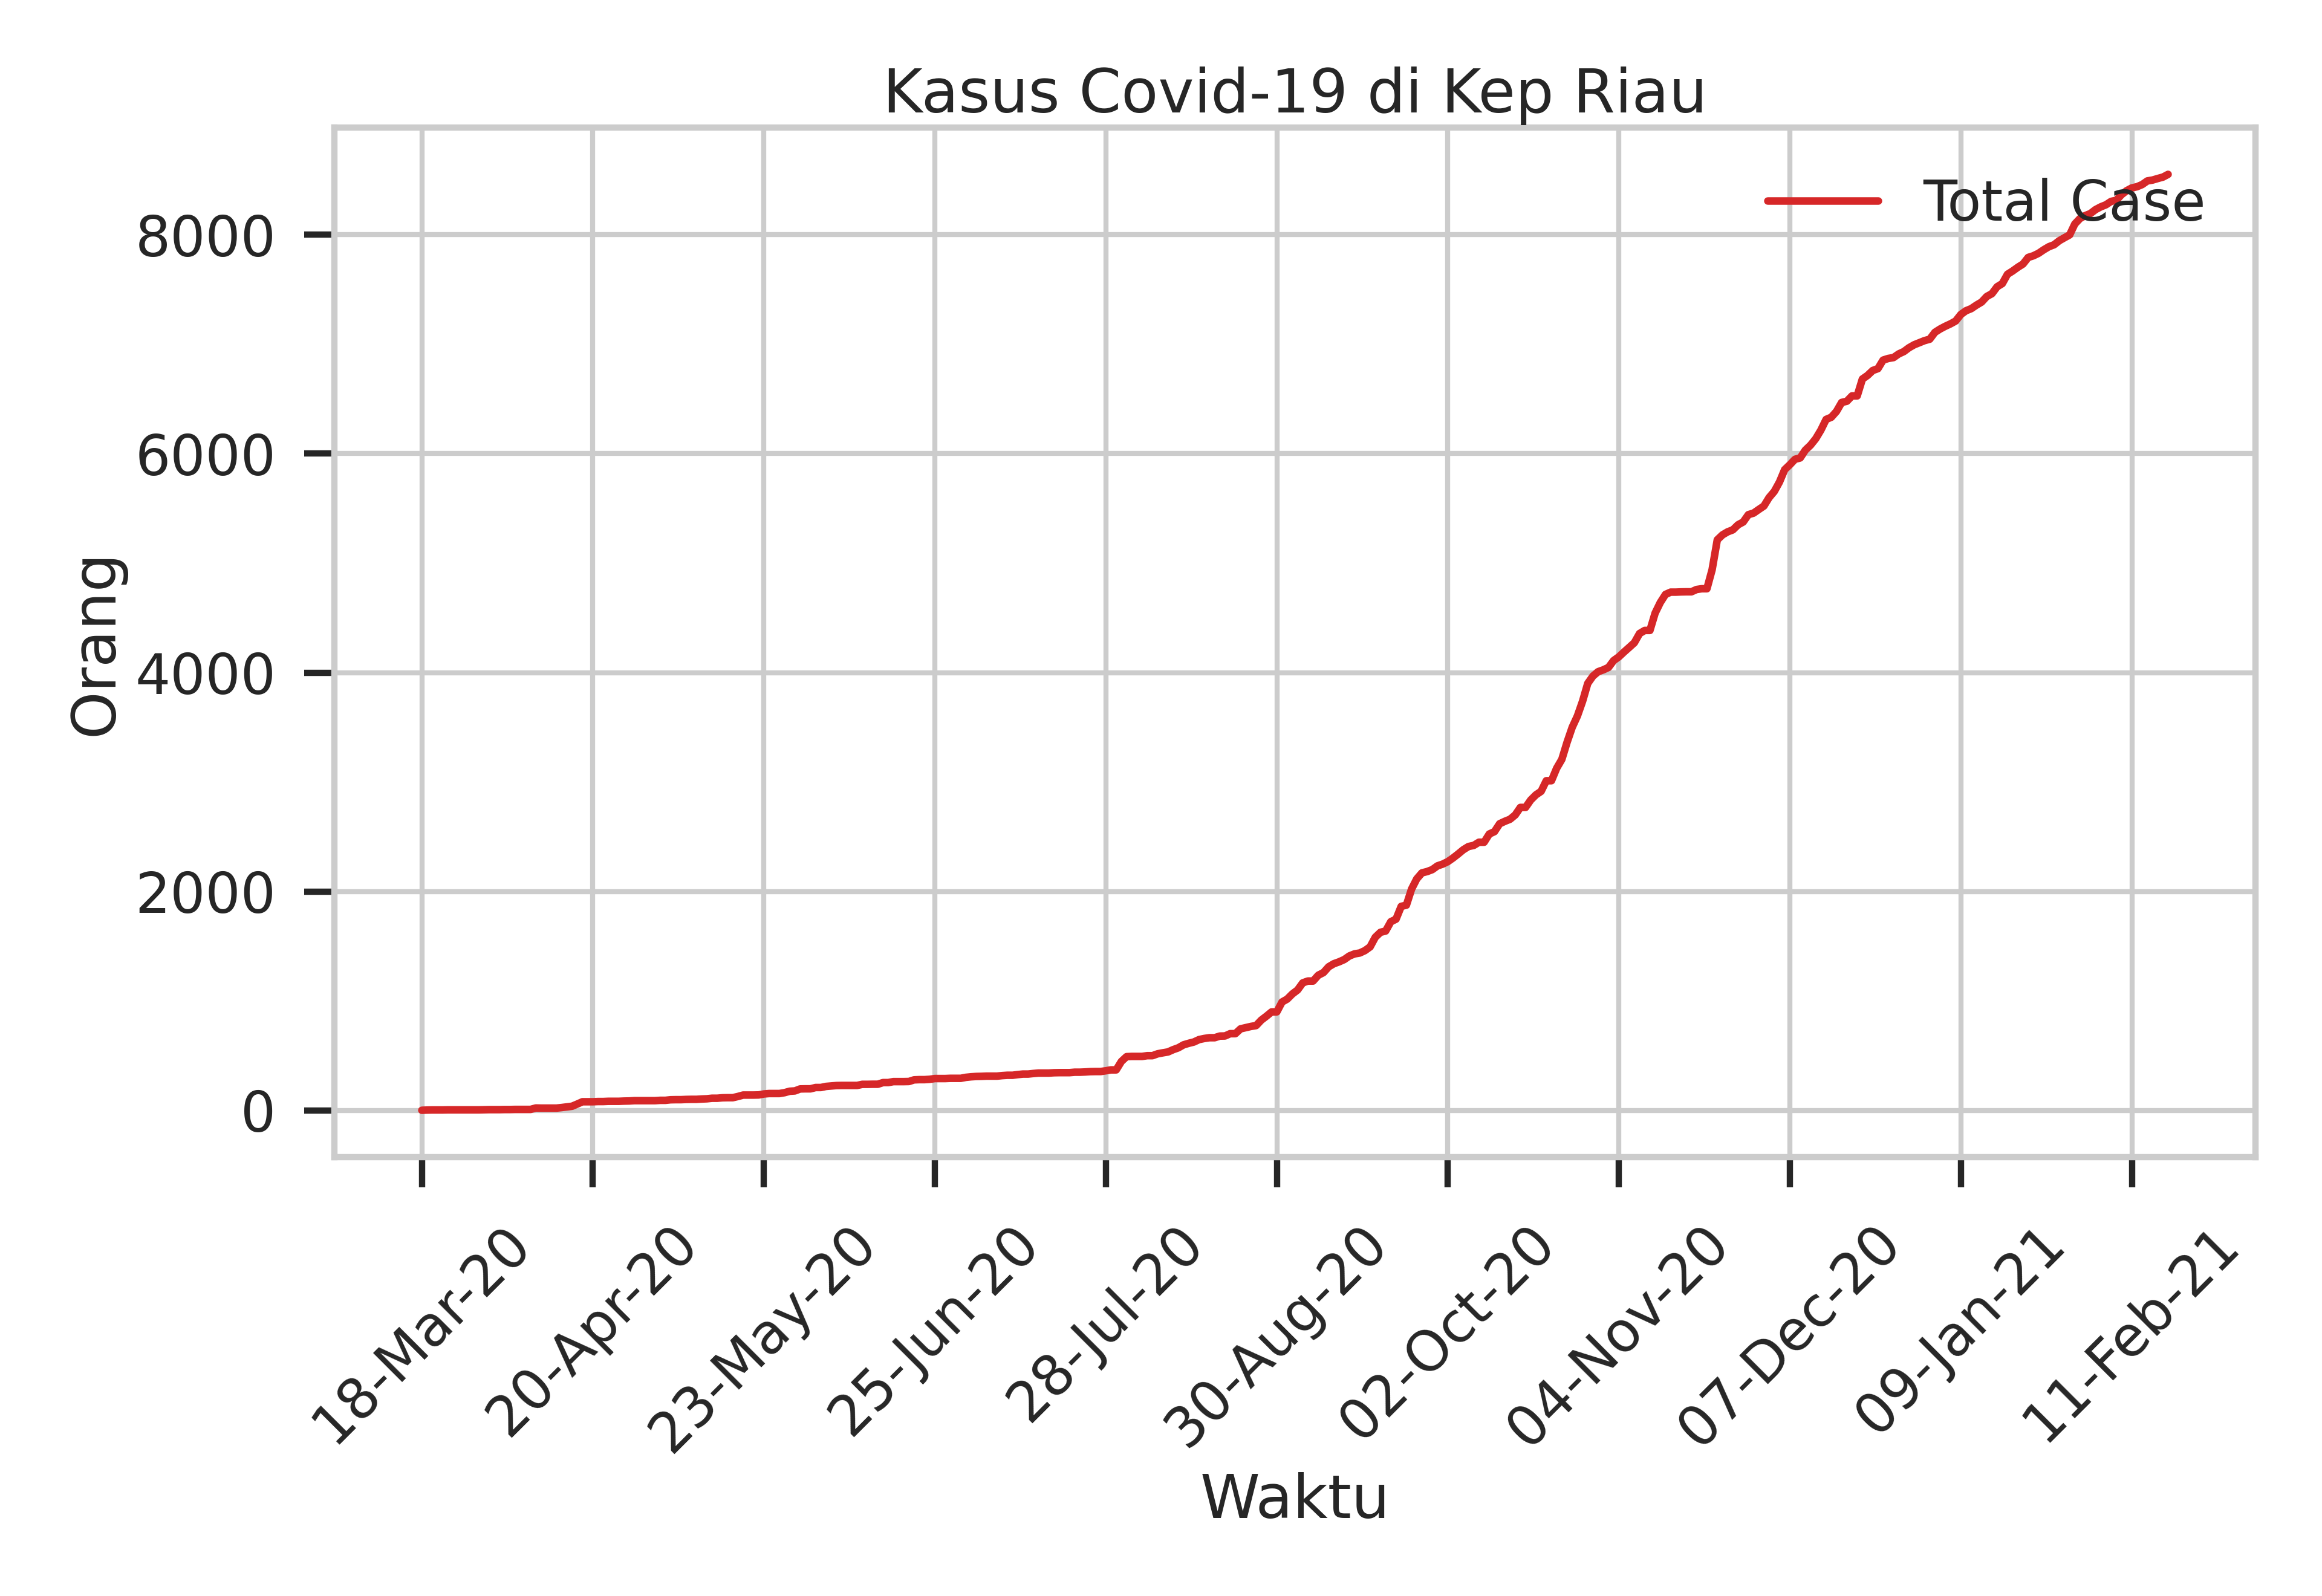 Kasus Covid-19 di Kep Riau
Total Case
Orang
8000
6000
4000
2000
0
18-Mar-20
20-Apr-20
23-May-20
25-Jun-20
28-Jul-20
30-Aug-20
02-Oct-20
04-Nov-20
07-Dec-20
09-Jan-21
11-Feb-21
Waktu